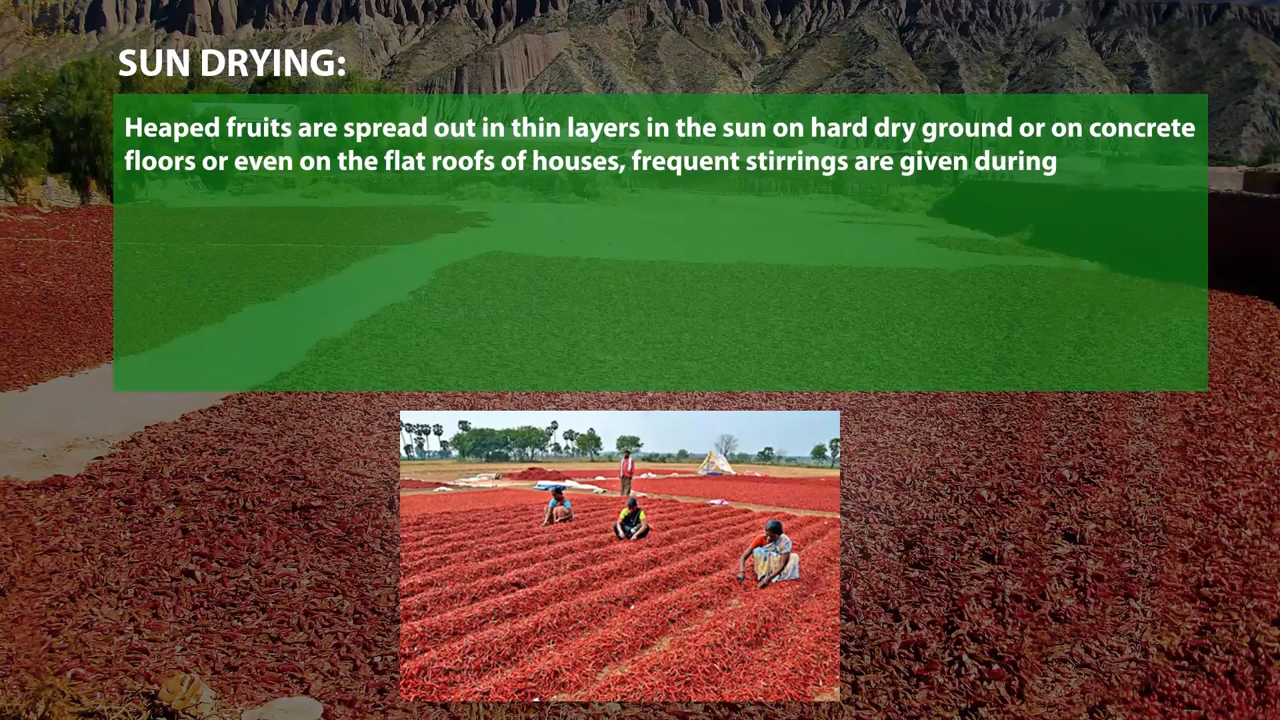 SUN DRYING:
Heaped fruits are spread out in thin layers in the sun on hard dry ground or on concrete
floors or even on the flat roofs of houses, frequent stirrings are given during